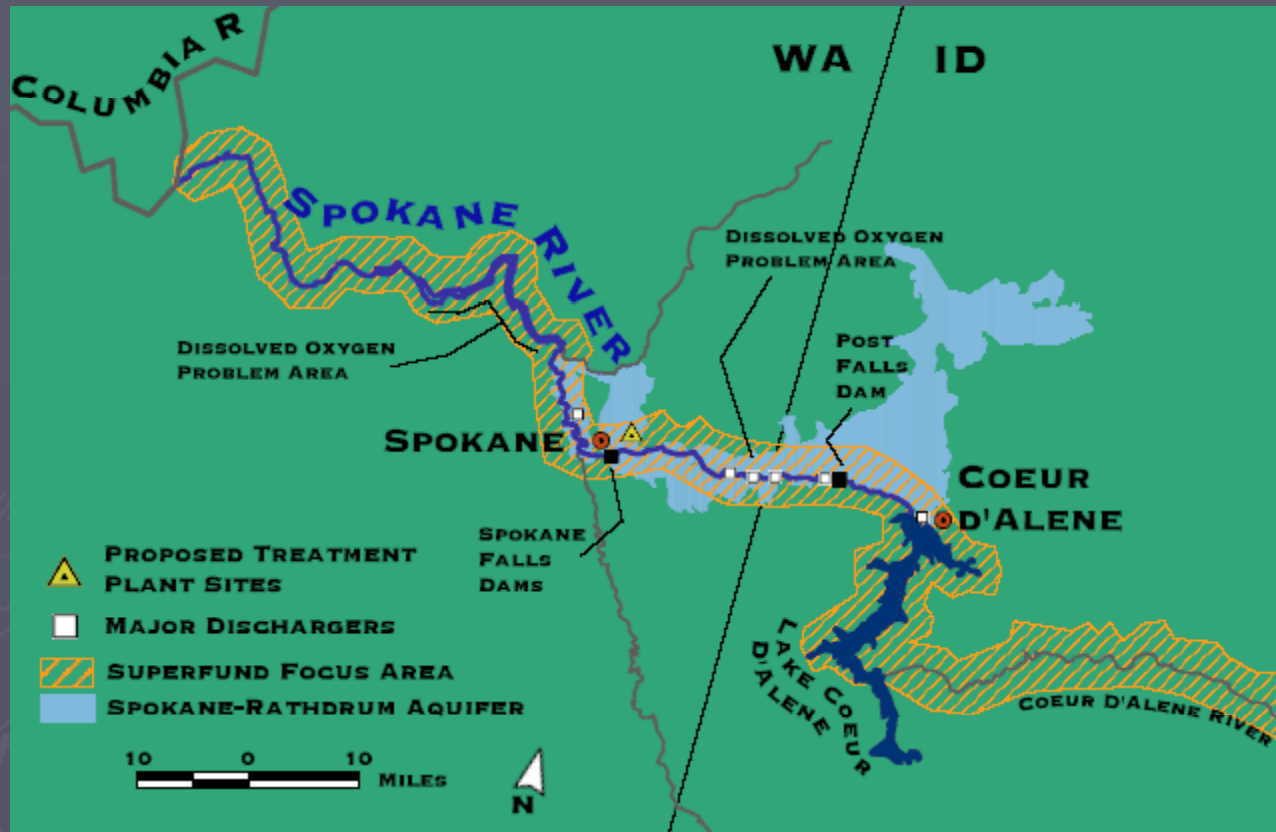 COLUMBIA R
WA
ID
SPOKANE RIVER
DISSOLVED OXYGEN
PROBLEM AREA
POST
FALLS
DAM
DISSOLVED OXYGEN
PROBLEM AREA
SPOKANE
COEUR
D'ALENE
SPOKANE
FALLS
DAMS
PROPOSED TREATMENT
PLANT SITES
MAJOR DISCHARGERS
SUPERFUND FOCUS AREA
SPOKANE-RATHDRUM AQUIFER
LAKE COEUR
D'ALENE
COEUR D'ALENE RIVER
10 0 10
MILES
N